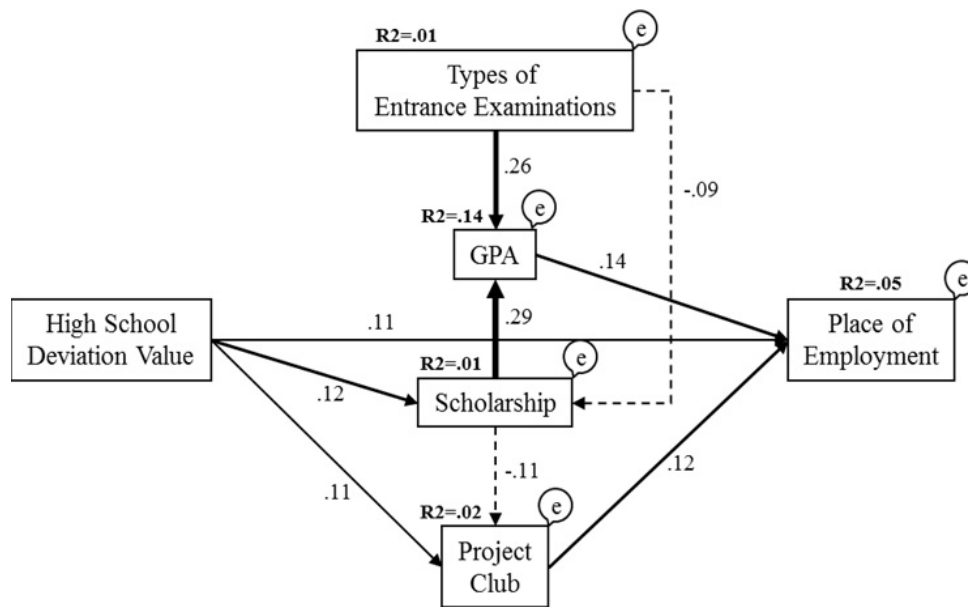 R2=.01
e
Types of
Entrance Examinations
.26
-.09
R2=.14
e
GPA
.14
R2=.05
e
High School
Deviation Value
.11
.29
Place of
Employment
R2=.01
e
.12
Scholarship
-.11
.12
.11
R2=.02
e
Project
Club